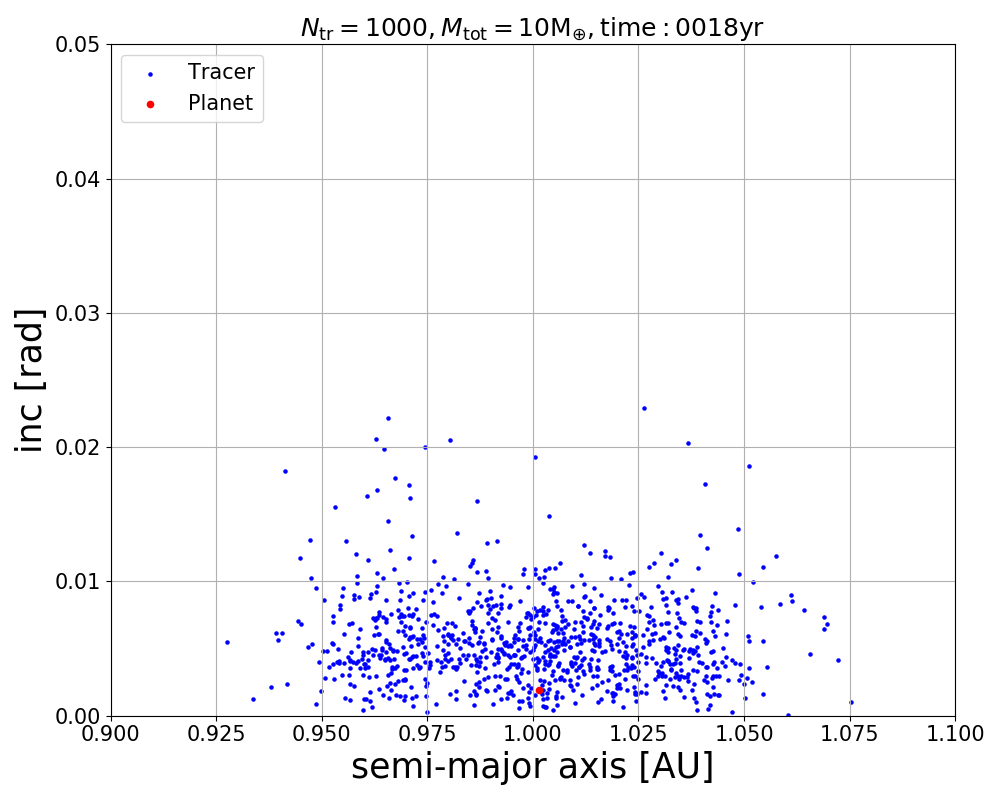 N_tr = 1000, M_tot = 10M_⊕, time : 0018yr
Tracer
Planet
0.05
0.04
0.03
0.02
0.01
0.00
inc [rad]
0.900 0.925 0.950 0.975 1.000 1.025 1.050 1.075 1.100
semi-major axis [AU]